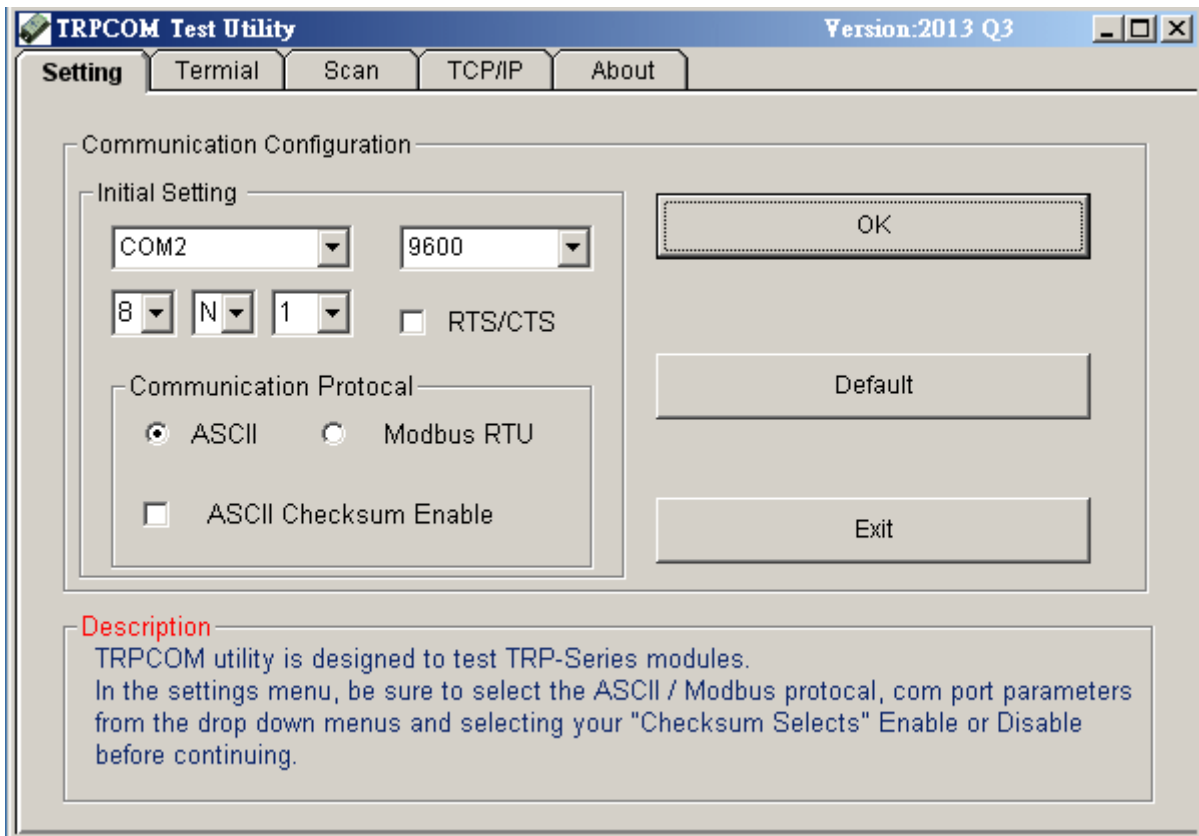 TRPCOM Test Utility Version:2013 Q3
Setting Termial Scan TCP/IP About
Communication Configuration
Initial Setting
COM2 9600 OK
8 N 1 RTS/CTS
Communication Protocal Default
ASCII Modbus RTU
ASCII Checksum Enable Exit
Description
TRPCOM utility is designed to test TRP-Series modules.
In the settings menu, be sure to select the ASCII / Modbus protocal, com port parameters
from the drop down menus and selecting your "Checksum Selects" Enable or Disable
before continuing.